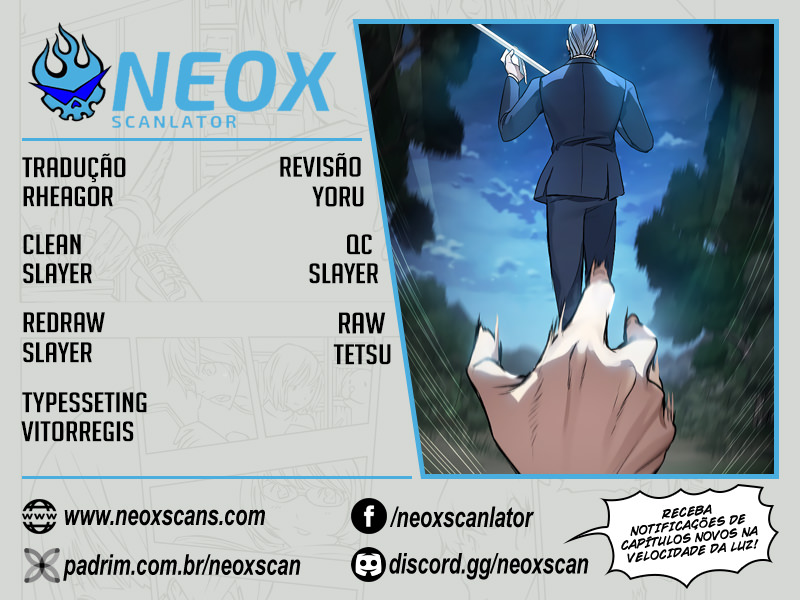 NEOX
SCANLATOR
TRADUÇÃO
RHEAGOR
REVISÃO
YORU
CLEAN
SLAYER
QC
SLAYER
REDRAW
SLAYER
RAW
TETSU
TYPESSETING
VITORREGIS
www.neoxscans.com
/neoxscanlator
padrim.com.br/neoxscan
discord.gg/neoxscan
RECEBA
NOTIFICAÇÕES DE
CAPÍTULOS NOVOS NA
VELOCIDADE DA LUZ!